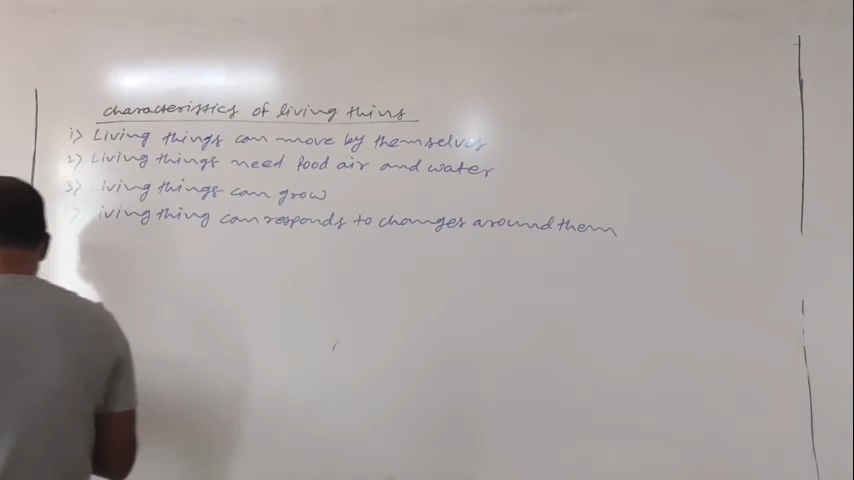 characteristics of living thins.
1) Living things can move by themselves
2) Living things need food air and water
3) Living things can grow
iving thing can responds to changes around them